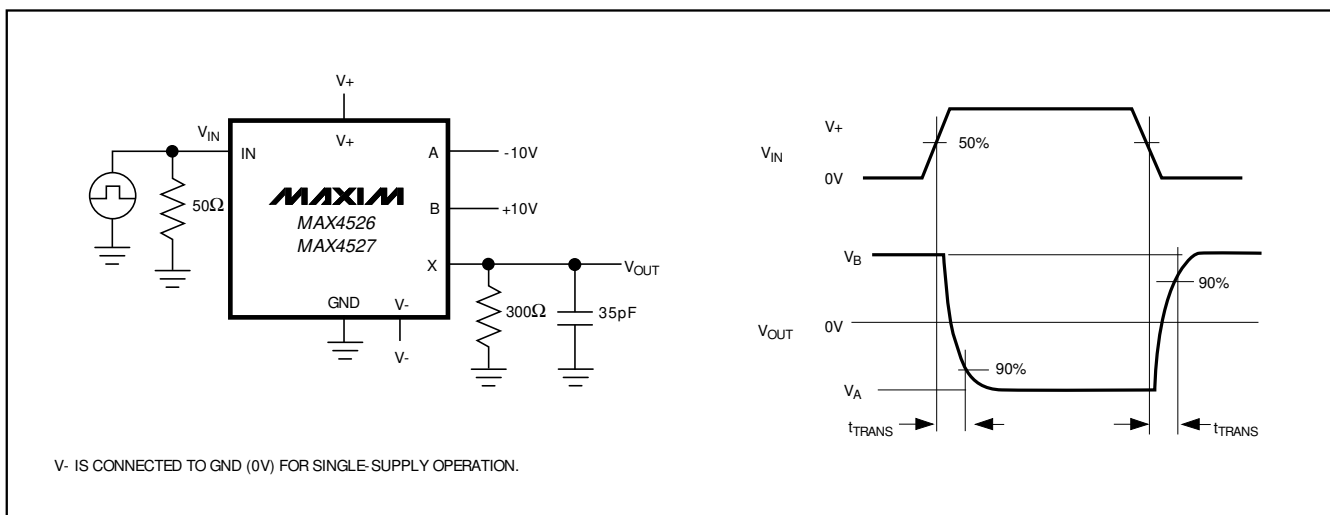 V+
VIN
V+
IN
A
-10V
50Ω
MAXIM
MAX4526
MAX4527
B
+10V
X
VOUT
GND
V-
300Ω
35pF
V-
V- IS CONNECTED TO GND (0V) FOR SINGLE-SUPPLY OPERATION.
V+
50%
VIN
0V
VB
90%
VOUT
0V
90%
VA
tTRANS
tTRANS